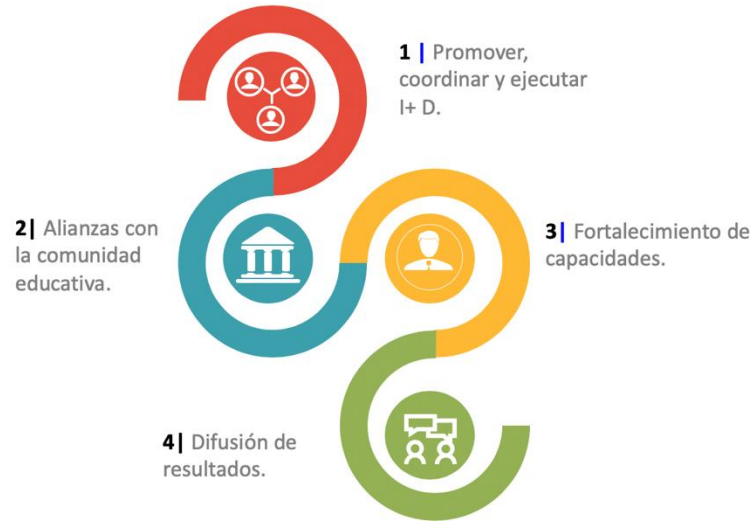 1 | Promover,
coordinar y ejecutar
I+ D.
2| Alianzas con
la comunidad
educativa.
3| Fortalecimiento de
capacidades.
4| Difusión de
resultados.